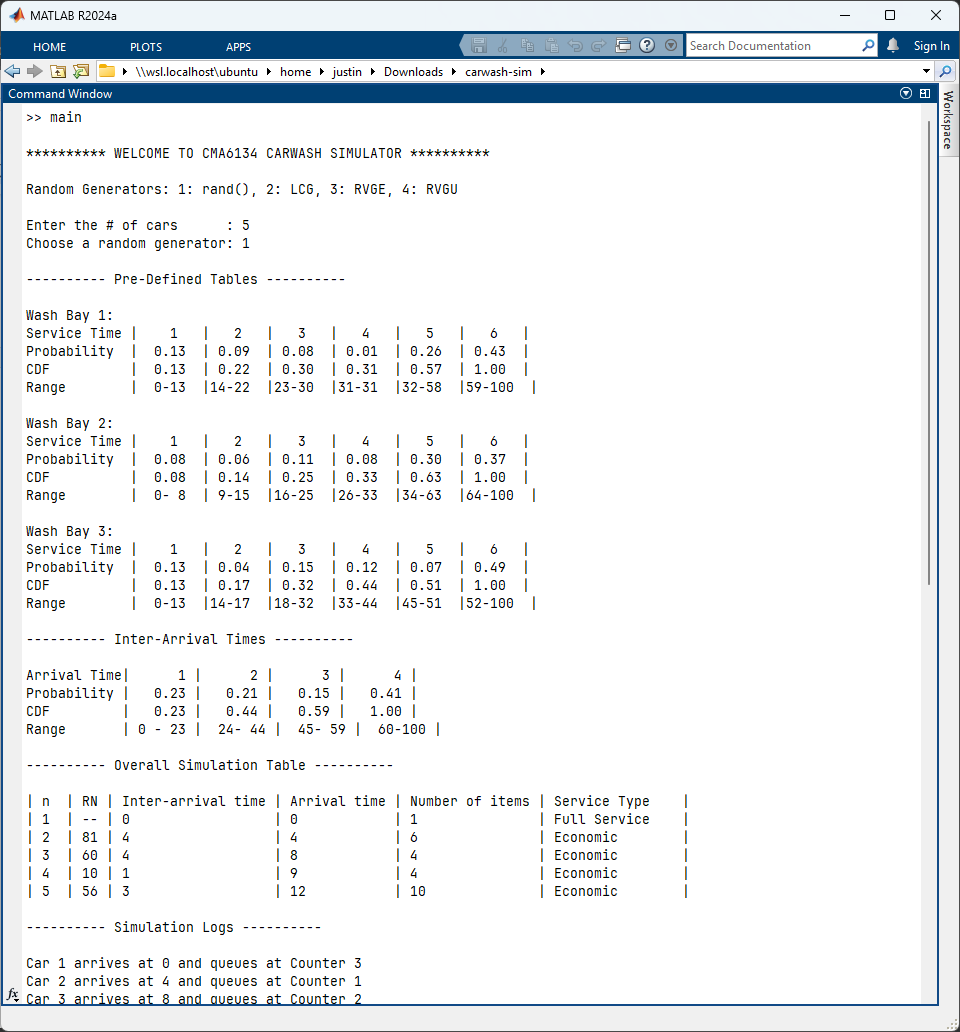 MATLAB R2024a
HOME PLOTS APPS Search Documentation Sign In
\\wsl.localhost\ubuntu home justin Downloads carwash-sim
Command Window
Workspace
>> main
********** WELCOME TO CMA6134 CARWASH SIMULATOR **********
Random Generators: 1: rand(), 2: LCG, 3: RVGE, 4: RVGU
Enter the # of cars      : 5
Choose a random generator: 1
---------- Pre-Defined Tables ----------
Wash Bay 1:
Service Time |    1   |   2   |   3   |   4   |   5   |   6   |
Probability  |  0.13  | 0.09  | 0.08  | 0.01  | 0.26  | 0.43  |
CDF          |  0.13  | 0.22  | 0.30  | 0.31  | 0.57  | 1.00  |
Range        |  0-13  |14-22  |23-30  |31-31  |32-58  |59-100  |
Wash Bay 2:
Service Time |    1   |   2   |   3   |   4   |   5   |   6   |
Probability  |  0.08  | 0.06  | 0.11  | 0.08  | 0.30  | 0.37  |
CDF          |  0.08  | 0.14  | 0.25  | 0.33  | 0.63  | 1.00  |
Range        |  0- 8  | 9-15  |16-25  |26-33  |34-63  |64-100  |
Wash Bay 3:
Service Time |    1   |   2   |   3   |   4   |   5   |   6   |
Probability  |  0.13  | 0.04  | 0.15  | 0.12  | 0.07  | 0.49  |
CDF          |  0.13  | 0.17  | 0.32  | 0.44  | 0.51  | 1.00  |
Range        |  0-13  |14-17  |18-32  |33-44  |45-51  |52-100  |
---------- Inter-Arrival Times ----------
Arrival Time|      1 |      2 |      3 |      4 |
Probability |   0.23 |   0.21 |   0.15 |   0.41 |
CDF         |   0.23 |   0.44 |   0.59 |   1.00 |
Range       | 0 - 23 |  24- 44 |  45- 59 |  60-100 |
---------- Overall Simulation Table ----------
| n  | RN | Inter-arrival time | Arrival time | Number of items | Service Type    |
| 1  | -- | 0                  | 0            | 1               | Full Service    |
| 2  | 81 | 4                  | 4            | 6               | Economic        |
| 3  | 60 | 4                  | 8            | 4               | Economic        |
| 4  | 10 | 1                  | 9            | 4               | Economic        |
| 5  | 56 | 3                  | 12           | 10              | Economic        |
---------- Simulation Logs ----------
Car 1 arrives at 0 and queues at Counter 3
Car 2 arrives at 4 and queues at Counter 1
fx Car 3 arrives at 8 and queues at Counter 2